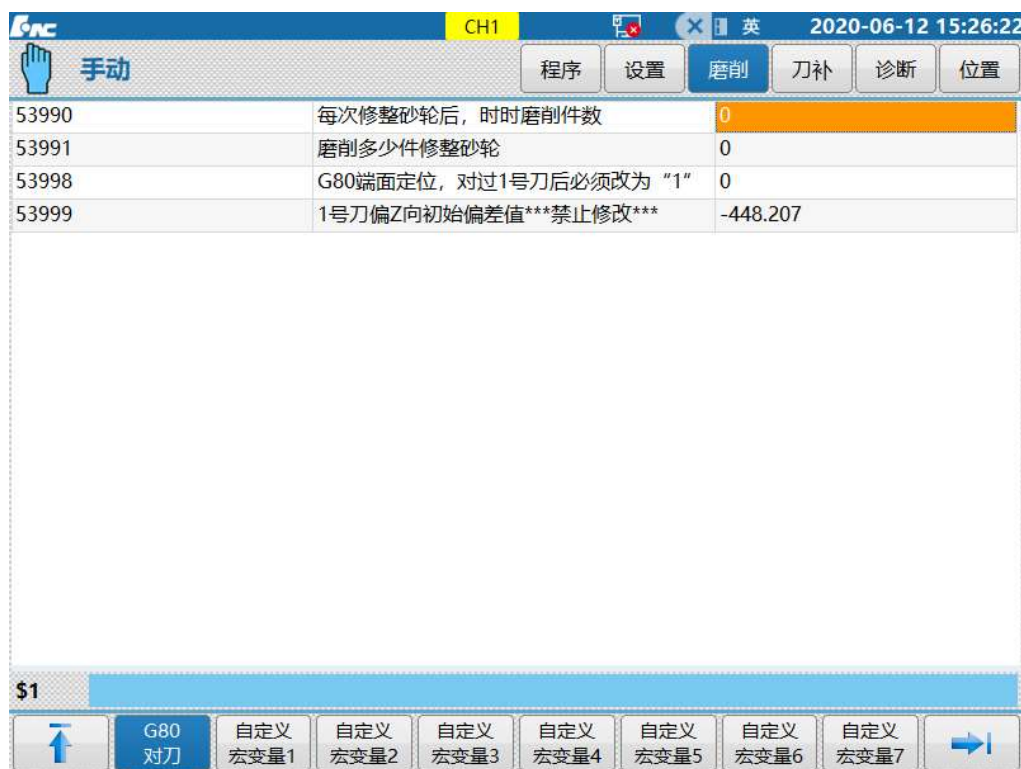 HNC CH1 英 2020-06-12 15:26:22
手动 程序 设置 磨削 刀补 诊断 位置
53990 每次修整砂轮后，时时磨削件数 0
53991 磨削多少件修整砂轮 0
53998 G80端面定位，对过1号刀后必须改为“1” 0
53999 1号刀偏Z向初始偏差值***禁止修改*** -448.207
$1
G80 自定义 自定义 自定义 自定义 自定义 自定义 自定义
对刀 宏变量1 宏变量2 宏变量3 宏变量4 宏变量5 宏变量6 宏变量7